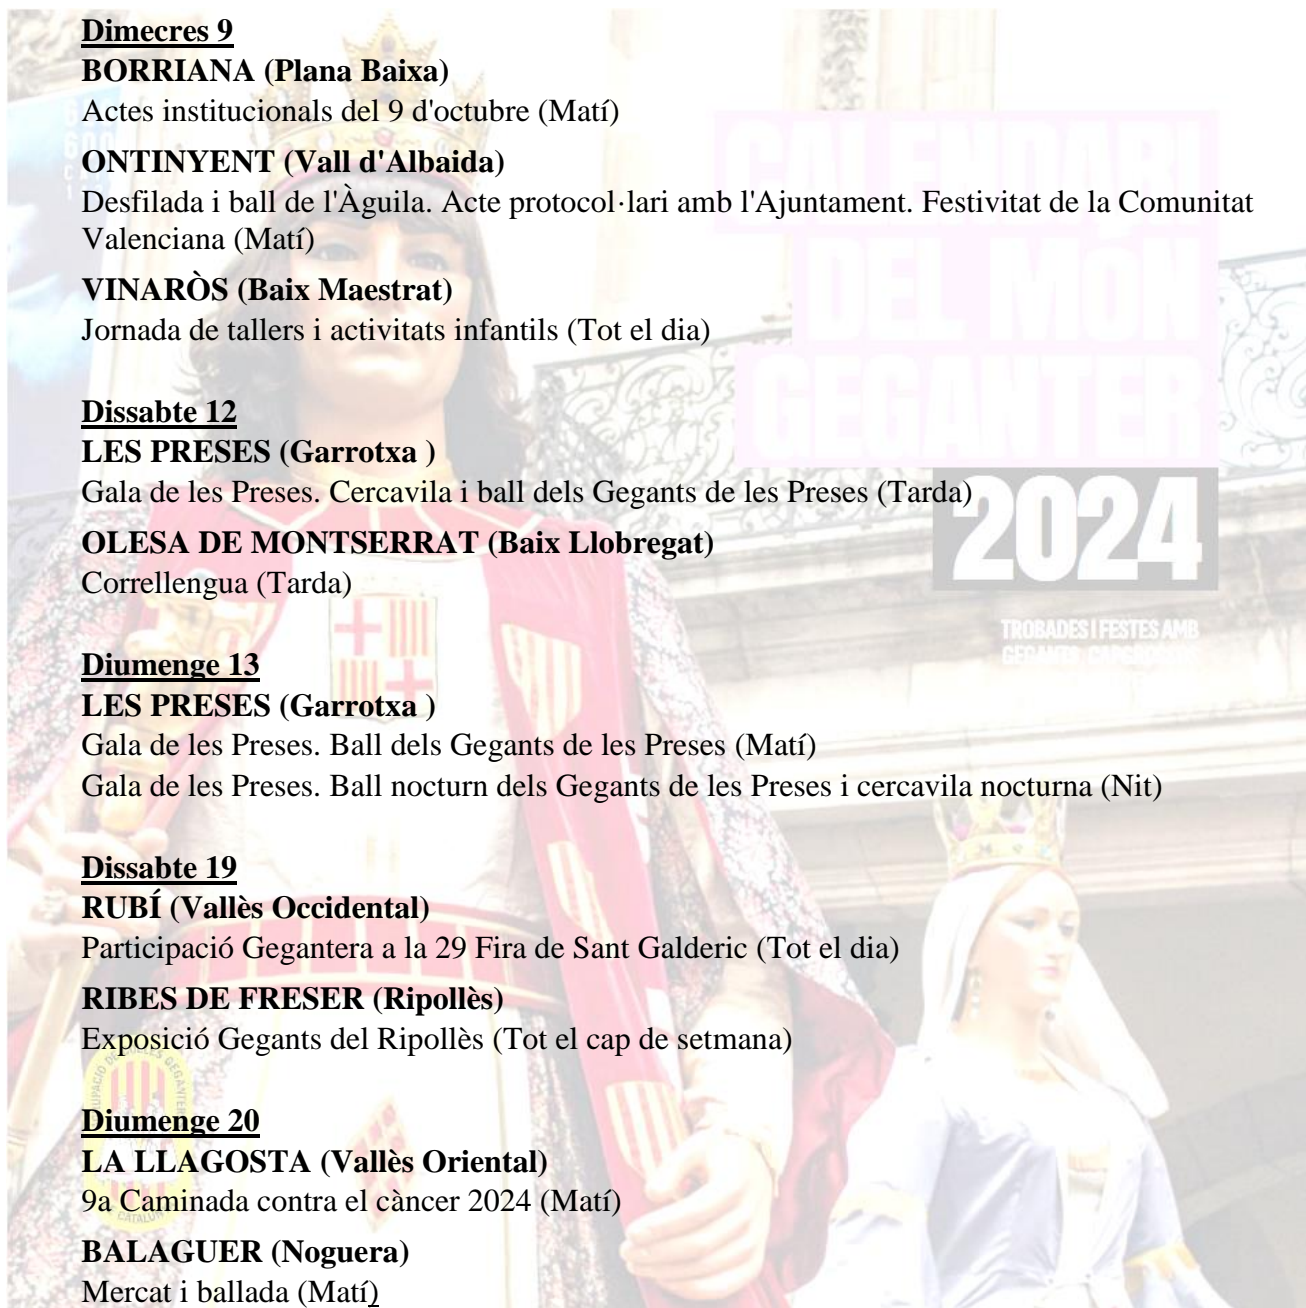 Dimecres 9
BORRIANA (Plana Baixa)
Actes institucionals del 9 d'octubre (Matí)
ONTINYENT (Vall d'Albaida)
Desfilada i ball de l'Àguila. Acte protocol·lari amb l'Ajuntament. Festivitat de la Comunitat
Valenciana (Matí)
VINARÒS (Baix Maestrat)
Jornada de tallers i activitats infantils (Tot el dia)
Dissabte 12
LES PRESES (Garrotxa )
Gala de les Preses. Cercavila i ball dels Gegants de les Preses (Tarda)
OLESA DE MONTSERRAT (Baix Llobregat)
Correllengua (Tarda)
Diumenge 13
LES PRESES (Garrotxa )
Gala de les Preses. Ball dels Gegants de les Preses (Matí)
Gala de les Preses. Ball nocturn dels Gegants de les Preses i cercavila nocturna (Nit)
Dissabte 19
RUBÍ (Vallès Occidental)
Participació Gegantera a la 29 Fira de Sant Galderic (Tot el dia)
RIBES DE FRESER (Ripollès)
Exposició Gegants del Ripollès (Tot el cap de setmana)
Diumenge 20
LA LLAGOSTA (Vallès Oriental)
9a Caminada contra el càncer 2024 (Matí)
BALAGUER (Noguera)
Mercat i ballada (Matí)
CALENDARI
DEL MÓN
GEGANTER
2024
TROBADES I FESTES AMB
GEGANTS, CAPGROSSOS